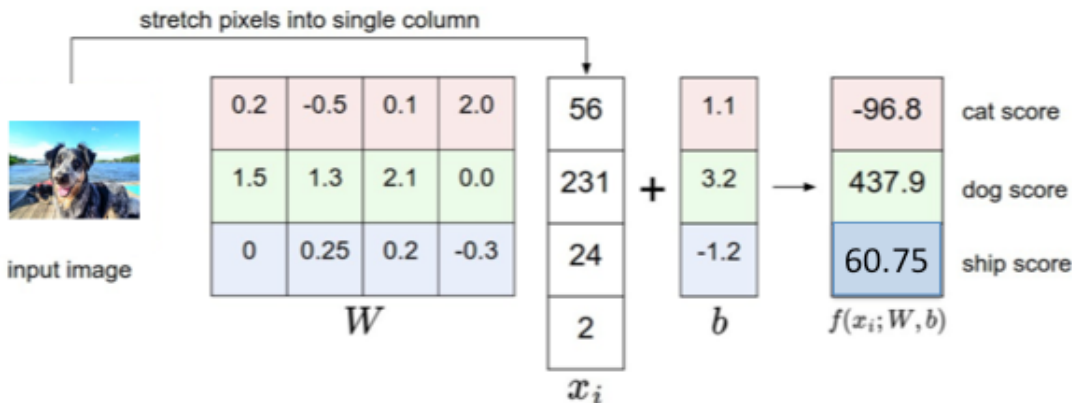 stretch pixels into single column
0.2 -0.5 0.1 2.0 56 1.1 -96.8 cat score
1.5 1.3 2.1 0.0 231 + 3.2 437.9 dog score
input image 0 0.25 0.2 -0.3 24 -1.2 60.75 ship score
W 2 b f(x_i; W, b)
x_i